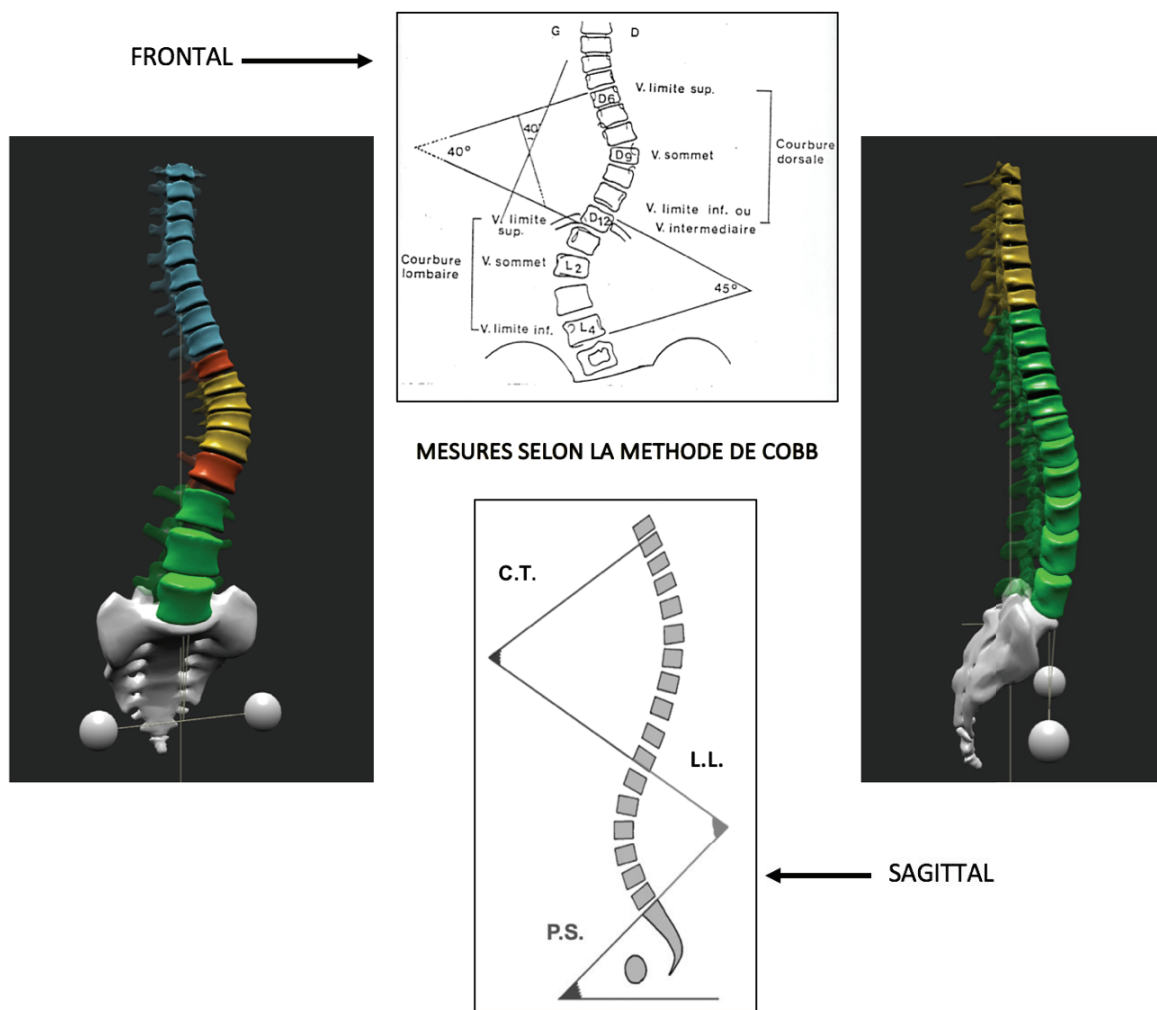 FRONTAL
G D
V. limite sup.
D6
40°
40°
Courbure
dorsale
D9
V. sommet
V. limite inf. ou
V. intermédiaire
D12
V. limite
sup.
Courbure
lombaire
V. sommet
L2
45°
V. limite inf.
L4
MESURES SELON LA METHODE DE COBB
C.T.
L.L.
SAGITTAL
P.S.